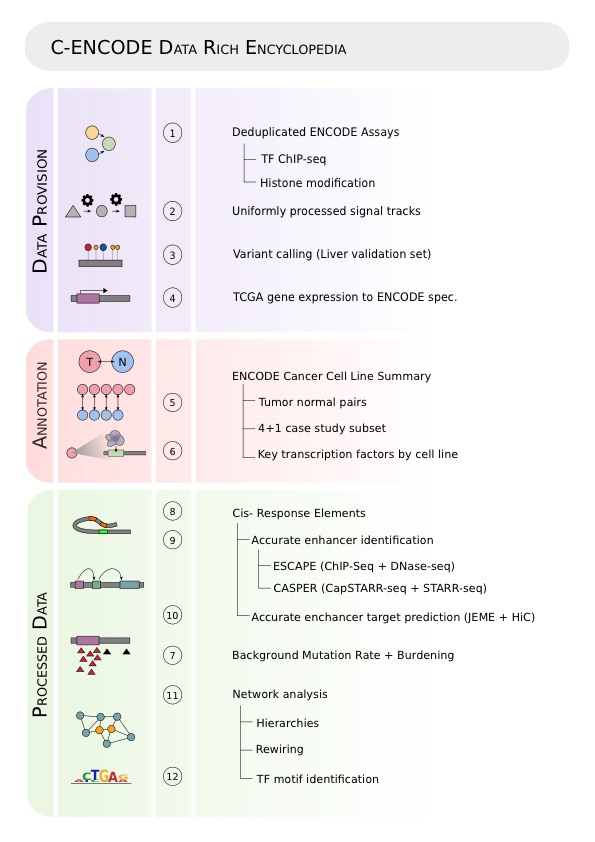 C-ENCODE Data Rich Encyclopedia
Data Provision
1 Deduplicated ENCODE Assays
TF ChIP-seq
Histone modification
2 Uniformly processed signal tracks
3 Variant calling (Liver validation set)
4 TCGA gene expression to ENCODE spec.
Annotation
T N
ENCODE Cancer Cell Line Summary
5 Tumor normal pairs
4+1 case study subset
6 Key transcription factors by cell line
Processed Data
8 Cis- Response Elements
9 Accurate enhancer identification
ESCAPE (ChIP-Seq + DNase-seq)
CASPER (CapSTARR-seq + STARR-seq)
10 Accurate enchancer target prediction (JEME + HiC)
7 Background Mutation Rate + Burdening
11 Network analysis
Hierarchies
Rewiring
CTGA
12 TF motif identification